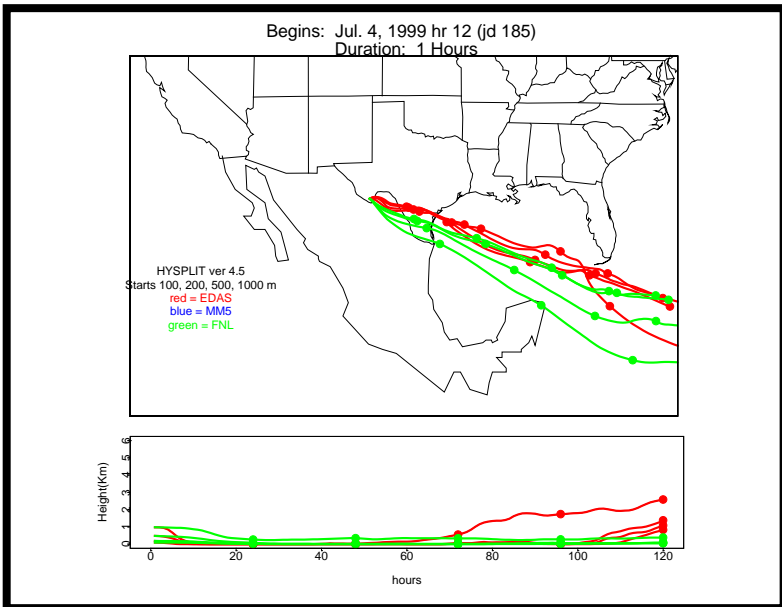 Begins: Jul. 4, 1999 hr 12 (jd 185)
Duration: 1 Hours
HYSPLIT ver 4.5
Starts 100, 200, 500, 1000 m
red = EDAS
blue = MM5
green = FNL
Height(Km)
6
5
4
3
2
1
0
0 20 40 60 80 100 120
hours